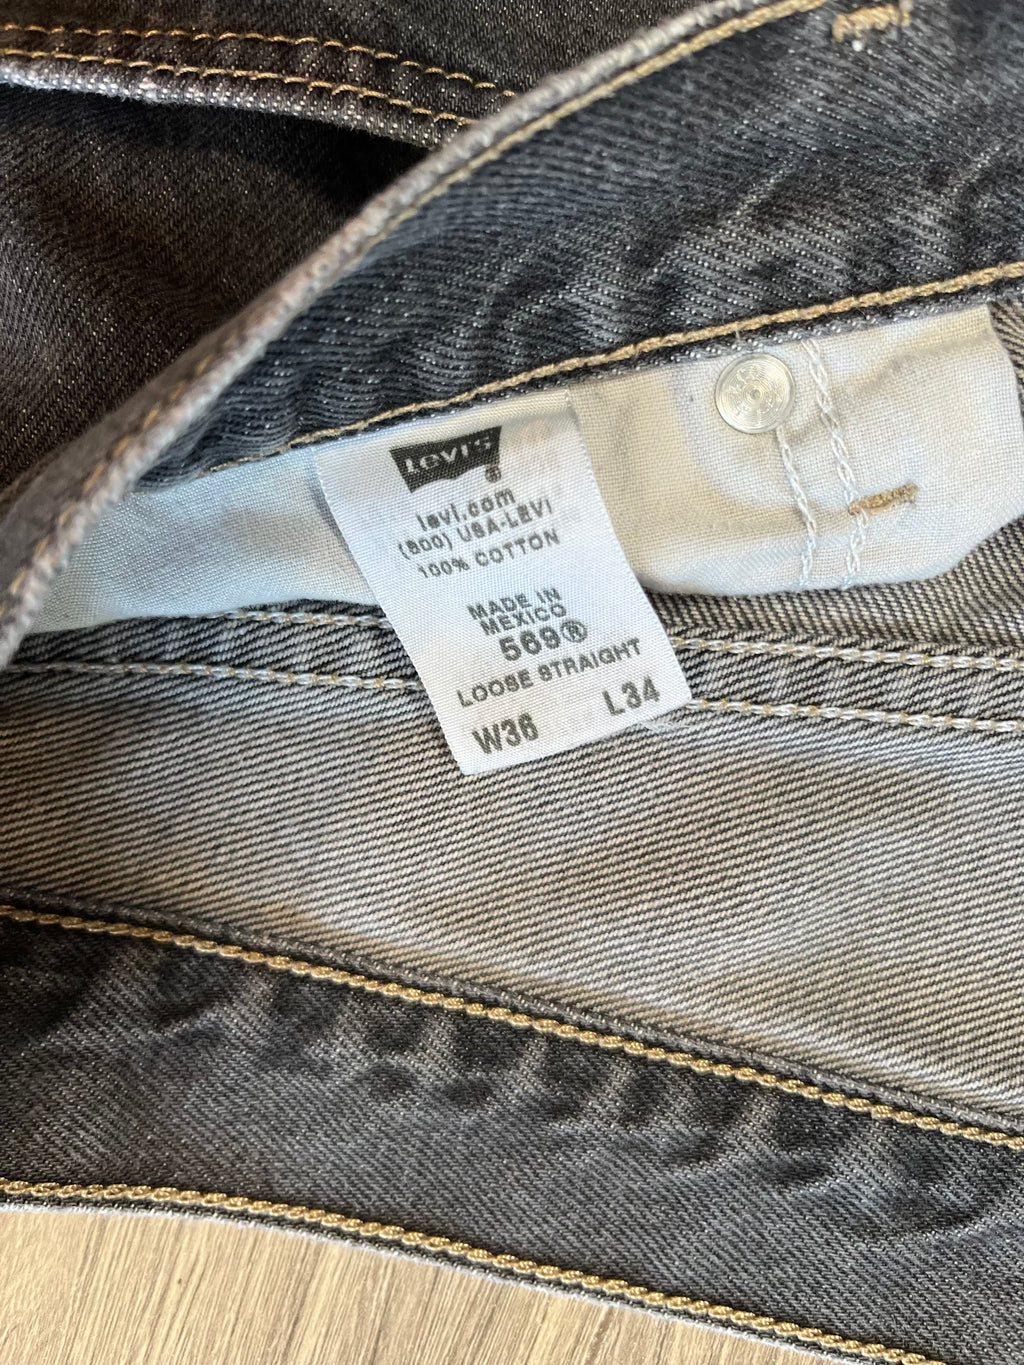 Levi's®
levi.com
(800) USA-LEVI
100% COTTON
MADE IN
MEXICO
569®
LOOSE STRAIGHT
W36 L34